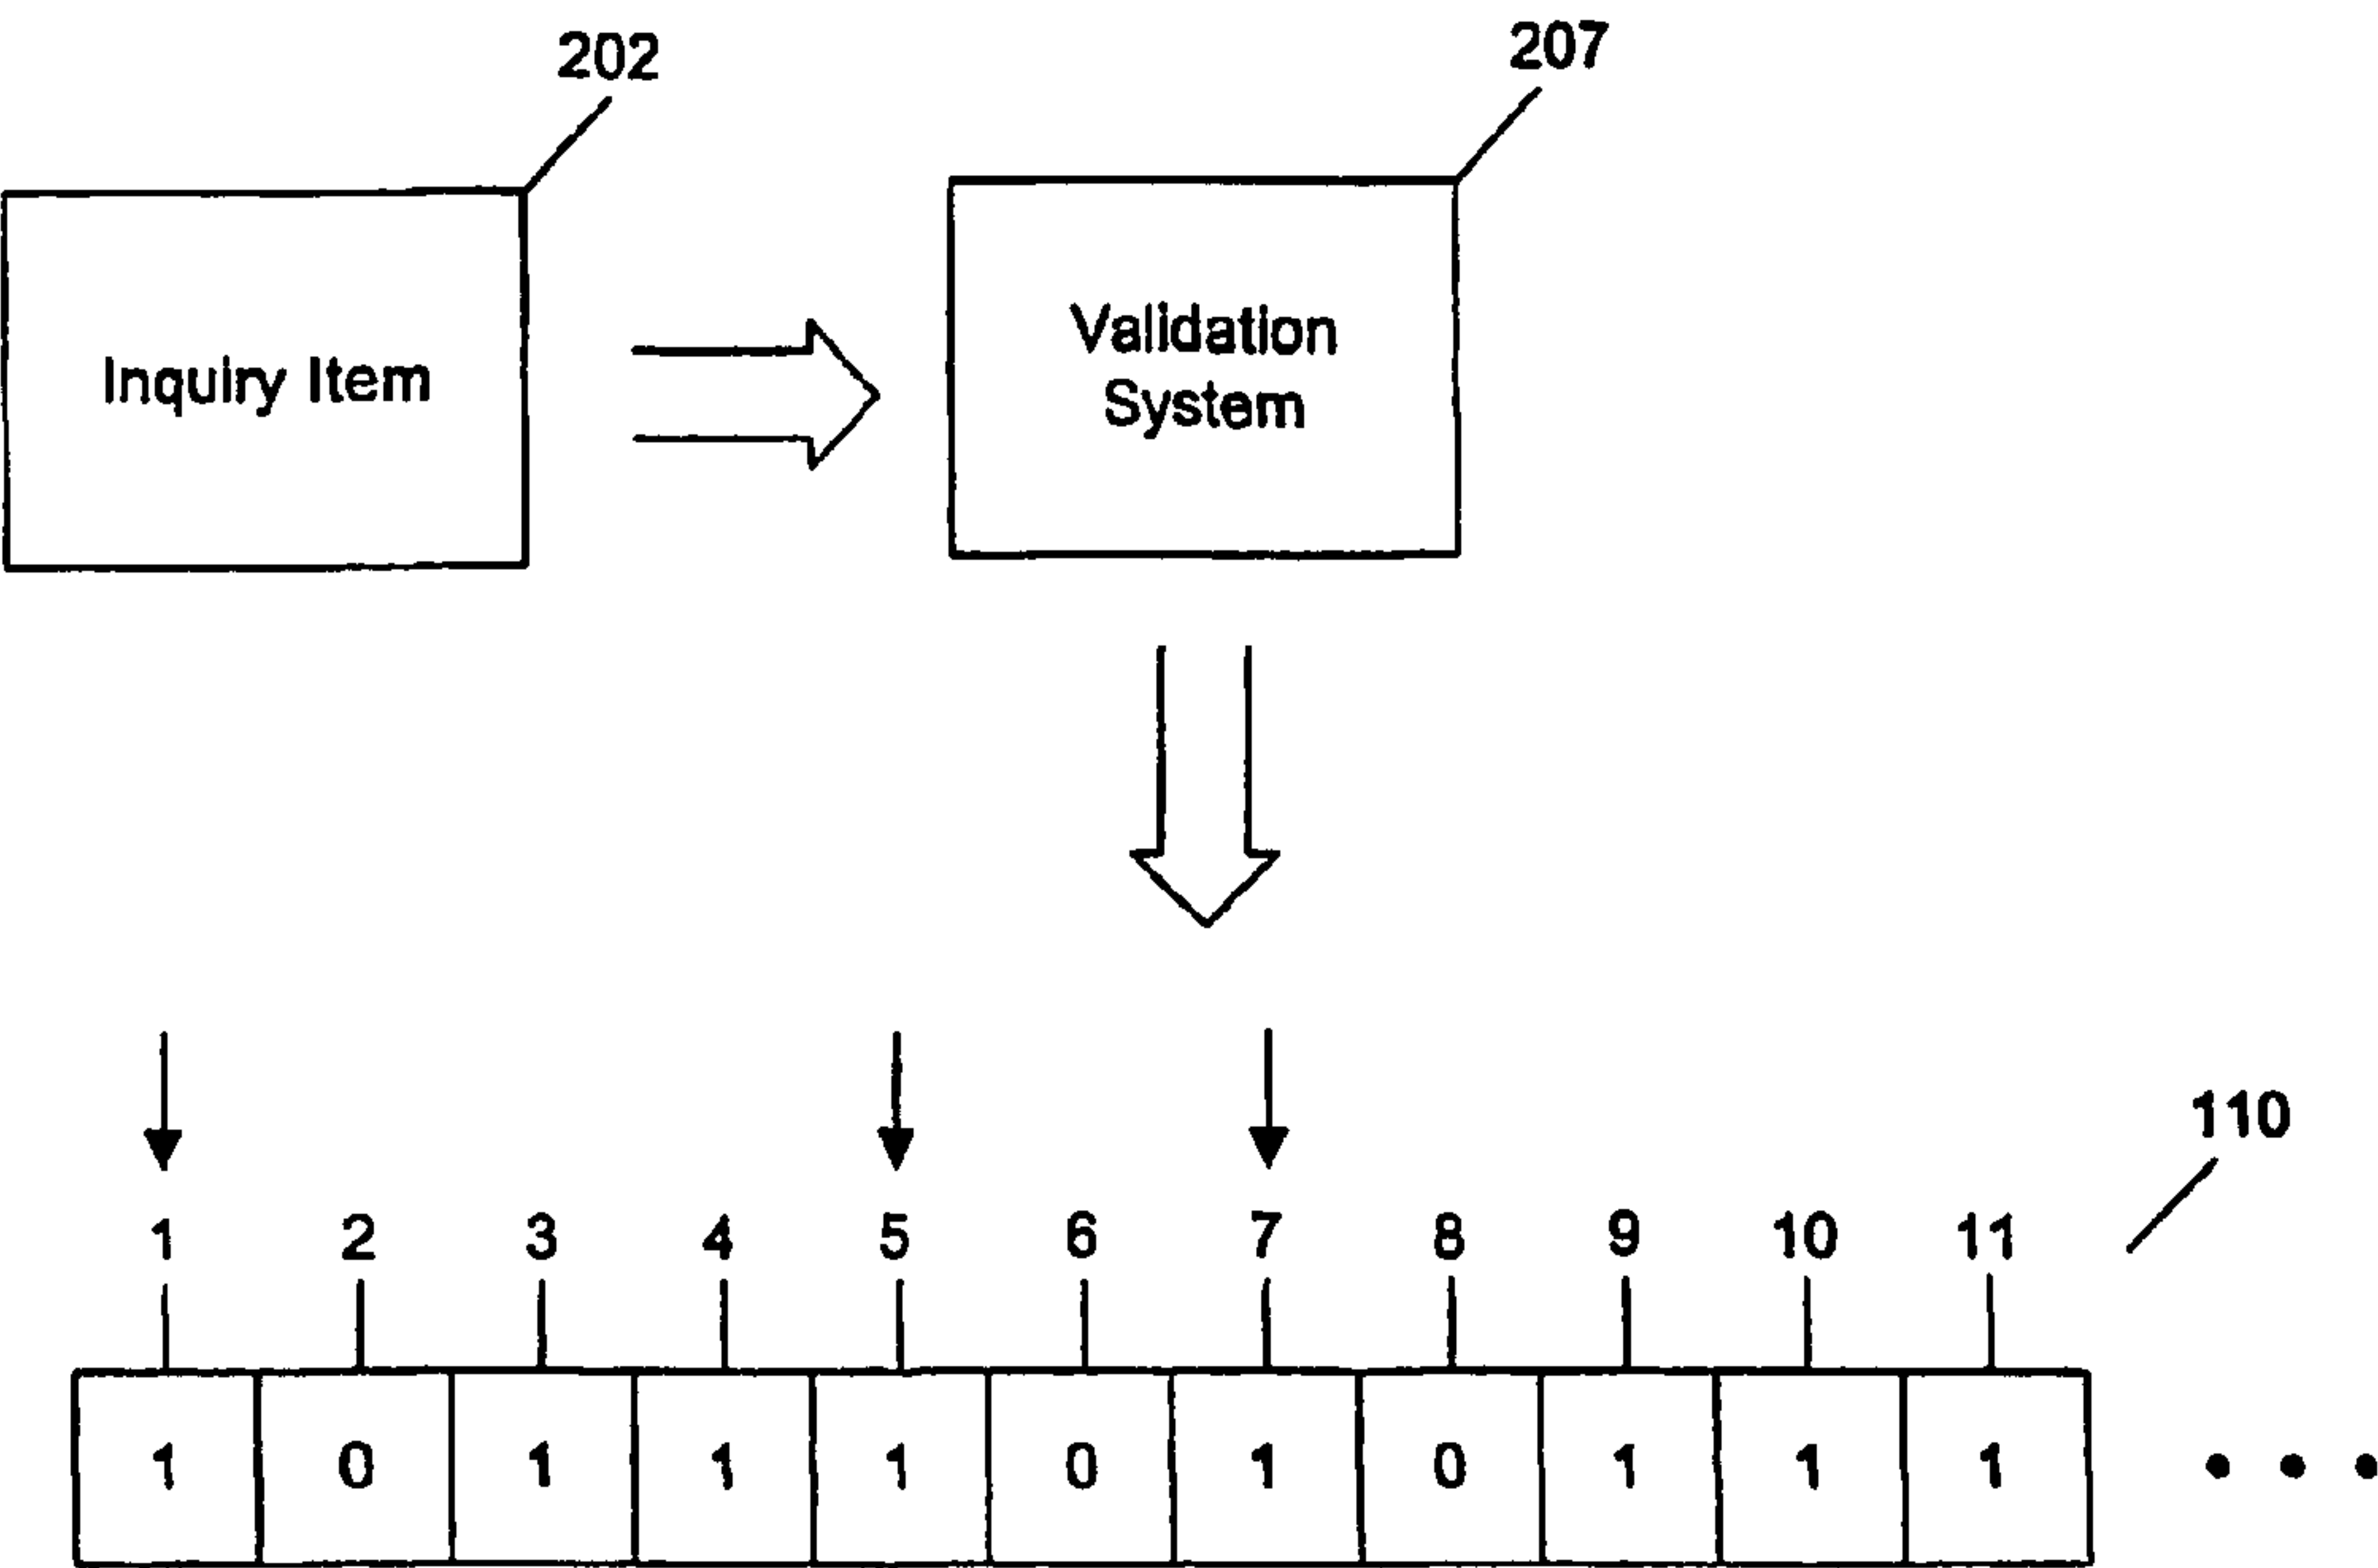 202
207
Inquiry Item
Validation
System
110
1 2 3 4 5 6 7 8 9 10 11
1 0 1 1 1 0 1 0 1 1 1 • • •